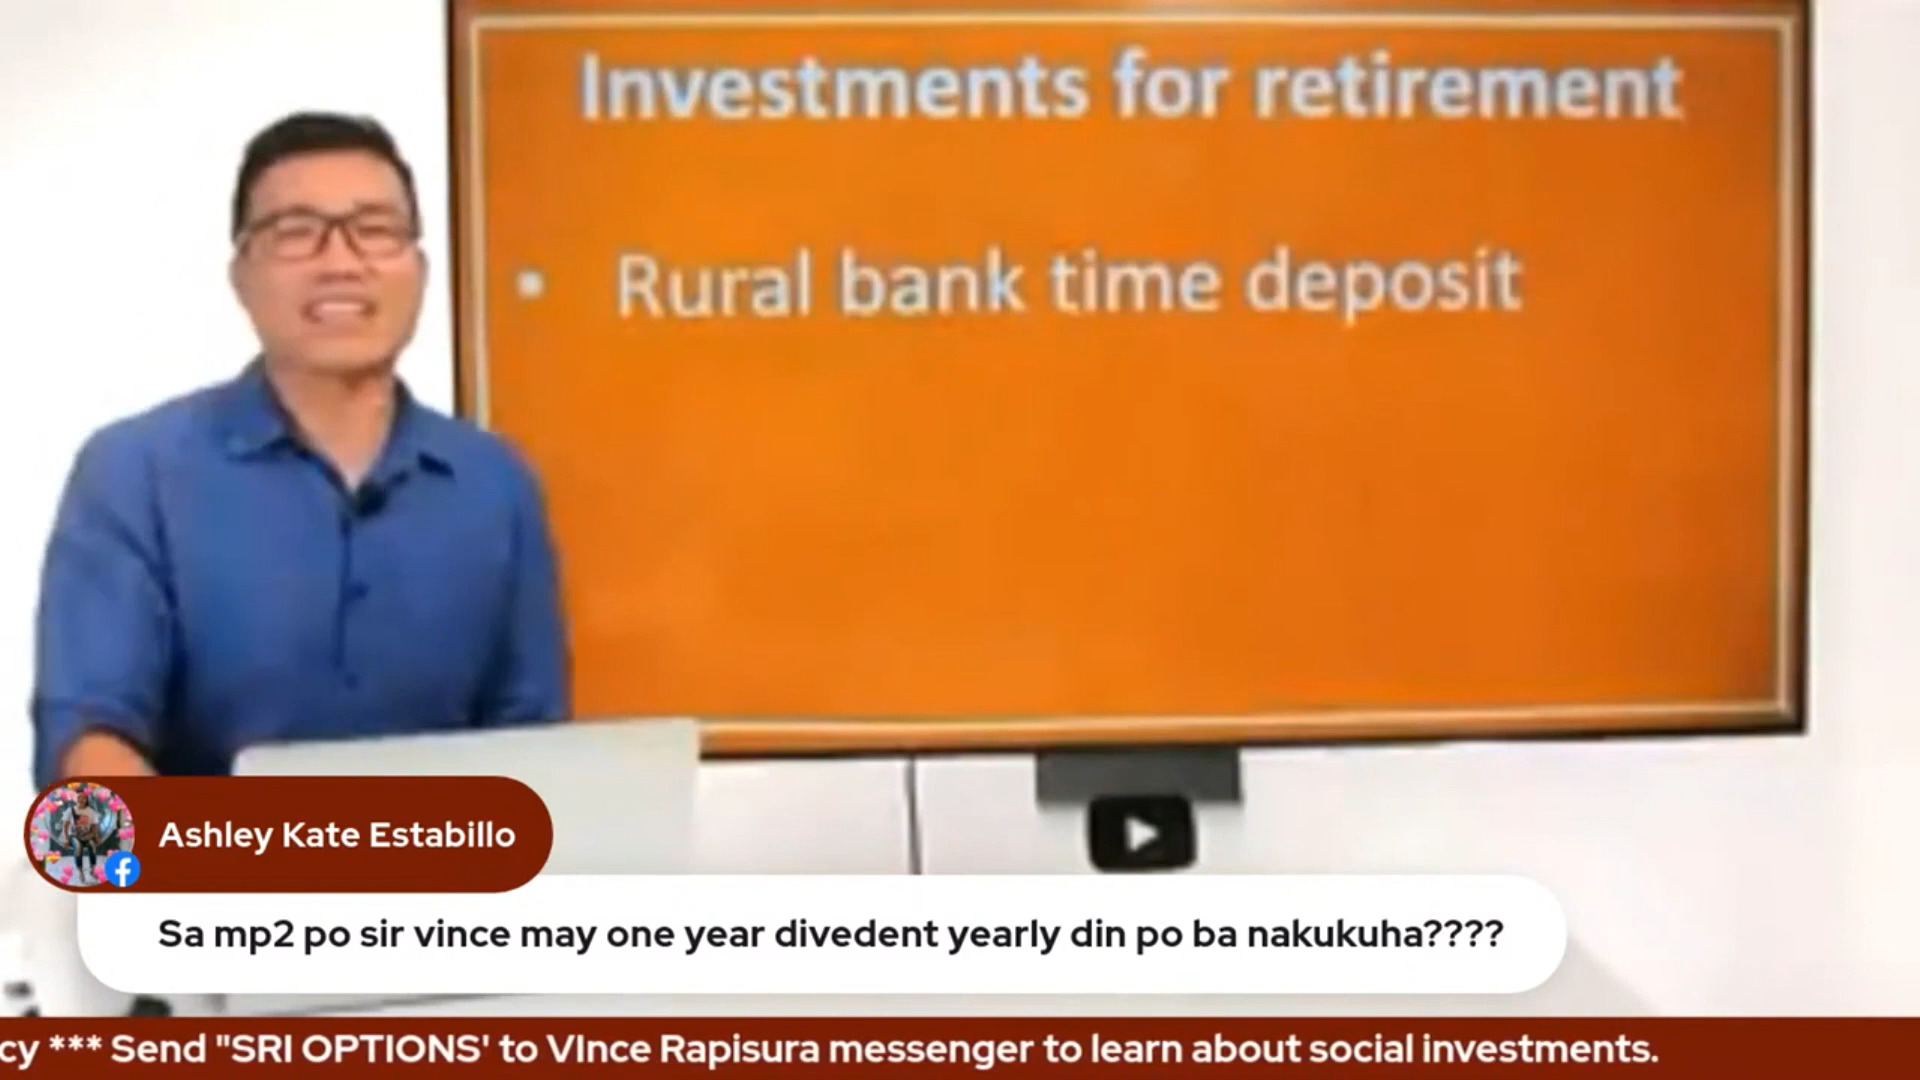 Investments for retirement
• Rural bank time deposit
Ashley Kate Estabillo
Sa mp2 po sir vince may one year divedent yearly din po ba nakukuha????
cy *** Send "SRI OPTIONS' to VInce Rapisura messenger to learn about social investments.